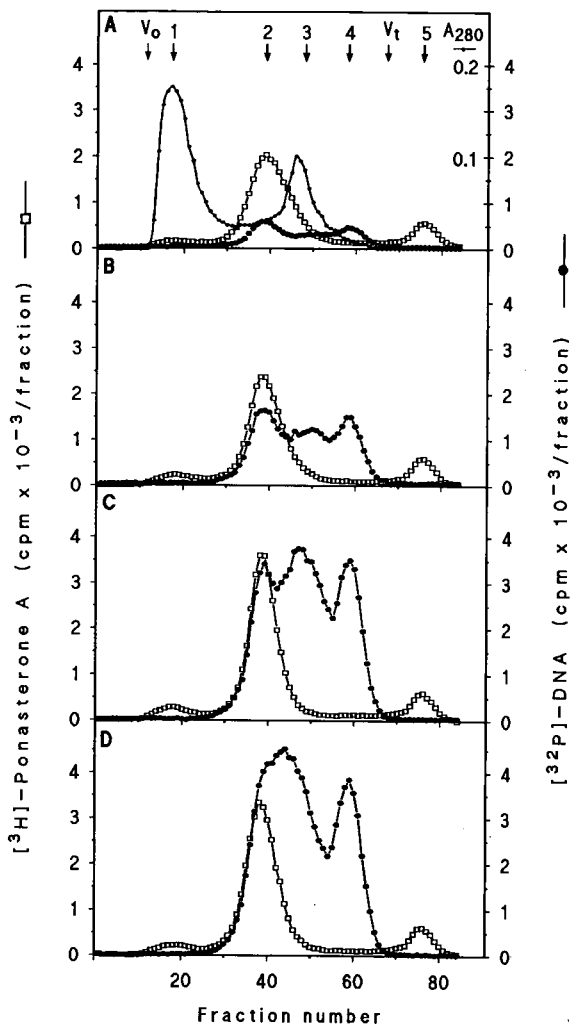 A V₀ 1 2 3 4 Vₜ 5 A₂₈₀
4 0.2 4
3 3
2 0.1 2
1 1
0 0
B
4 4
3 3
2 2
1 1
0 0
C
4 4
3 3
2 2
1 1
0 0
D
4 4
3 3
2 2
1 1
0 0
20 40 60 80
Fraction number
[³H]-Ponasterone A (cpm x 10⁻³/fraction)
[³²P]-DNA (cpm x 10⁻³/fraction)